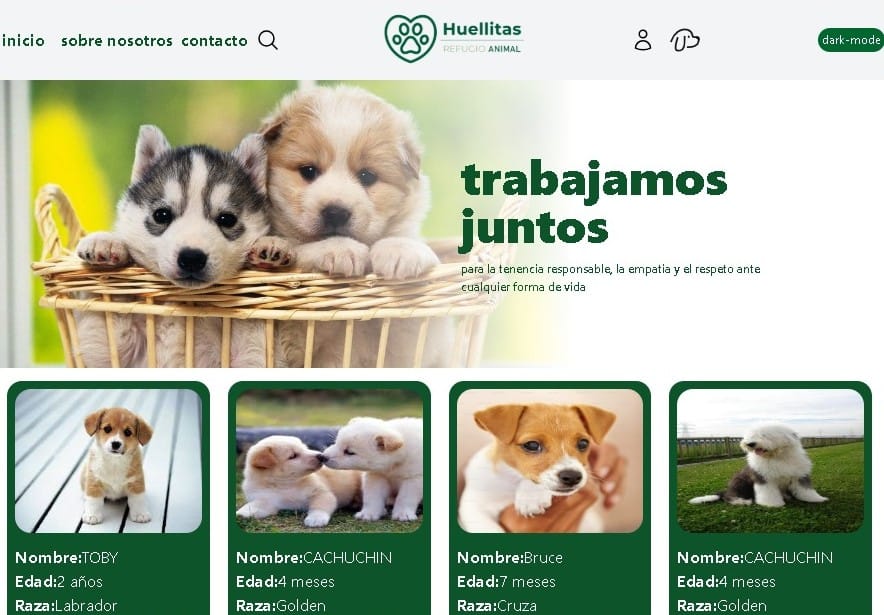 inicio sobre nosotros contacto
Huellitas
REFUGIO ANIMAL
dark-mode
trabajamos
juntos
para la tenencia responsable, la empatia y el respeto ante
cualquier forma de vida
Nombre:TOBY
Edad:2 años
Raza:Labrador
Nombre:CACHUCHIN
Edad:4 meses
Raza:Golden
Nombre:Bruce
Edad:7 meses
Raza:Cruza
Nombre:CACHUCHIN
Edad:4 meses
Raza:Golden